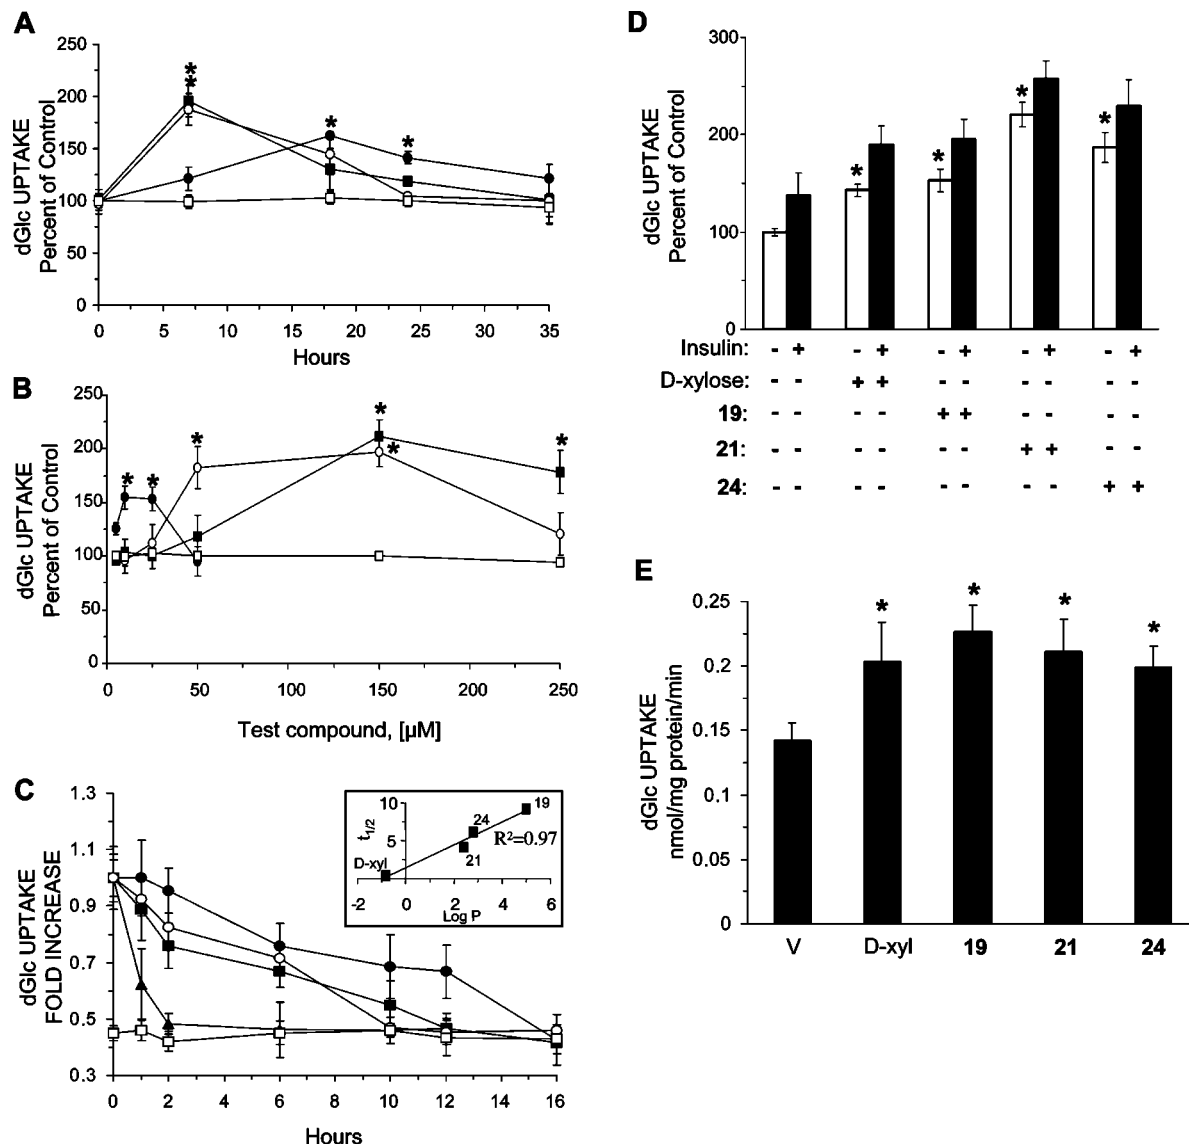 A
250
200
150
100
50
0
dGlc UPTAKE
Percent of Control
* * * *
0 5 10 15 20 25 30 35
Hours
B
250
200
150
100
50
0
dGlc UPTAKE
Percent of Control
* * * * * *
0 50 100 150 200 250
Test compound, [µM]
C
1.3
1.1
0.9
0.7
0.5
0.3
dGlc UPTAKE
FOLD INCREASE
0 2 4 6 8 10 12 14 16
Hours
10
5
t1/2
19
24
R²=0.97
D-xyl
21
-2 0 2 4 6
Log P
D
300
200
100
0
dGlc UPTAKE
Percent of Control
* * * *
Insulin: - + - + - + - + - +
D-xylose: - - + + - - - - - -
19: - - - - + + - - - -
21: - - - - - - + + - -
24: - - - - - - - - + +
E
0.25
0.2
0.15
0.1
0.05
0
dGlc UPTAKE
nmol/mg protein/min
* * * *
V D-xyl 19 21 24